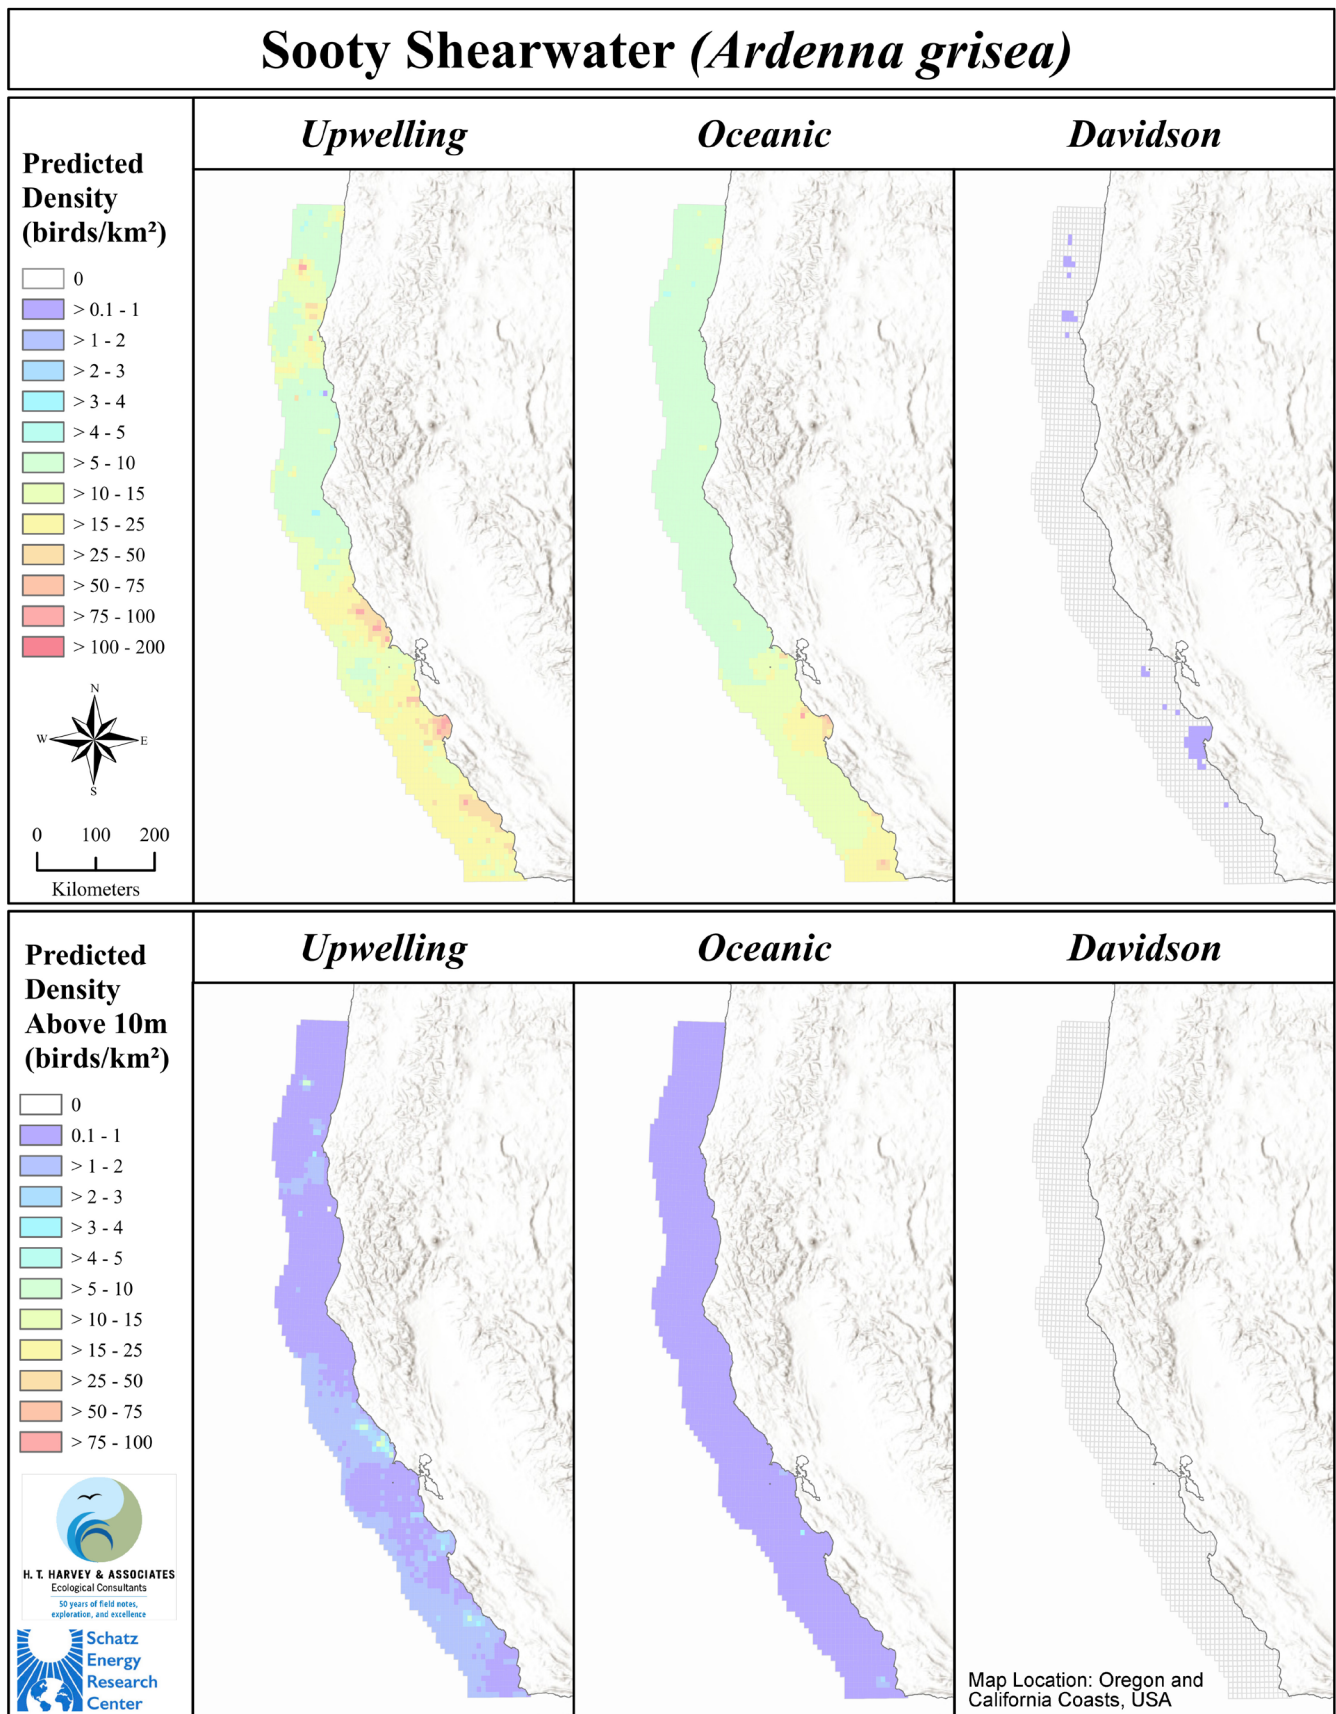 Sooty Shearwater (Ardenna grisea)
Upwelling
Oceanic
Davidson
Predicted
Density
(birds/km²)
0
> 0.1 - 1
> 1 - 2
> 2 - 3
> 3 - 4
> 4 - 5
> 5 - 10
> 10 - 15
> 15 - 25
> 25 - 50
> 50 - 75
> 75 - 100
> 100 - 200
N
W
E
S
0 100 200
Kilometers
Upwelling
Oceanic
Davidson
Predicted
Density
Above 10m
(birds/km²)
0
0.1 - 1
> 1 - 2
> 2 - 3
> 3 - 4
> 4 - 5
> 5 - 10
> 10 - 15
> 15 - 25
> 25 - 50
> 50 - 75
> 75 - 100
H. T. HARVEY & ASSOCIATES
Ecological Consultants
50 years of field notes,
exploration, and excellence
Schatz
Energy
Research
Center
Map Location: Oregon and
California Coasts, USA